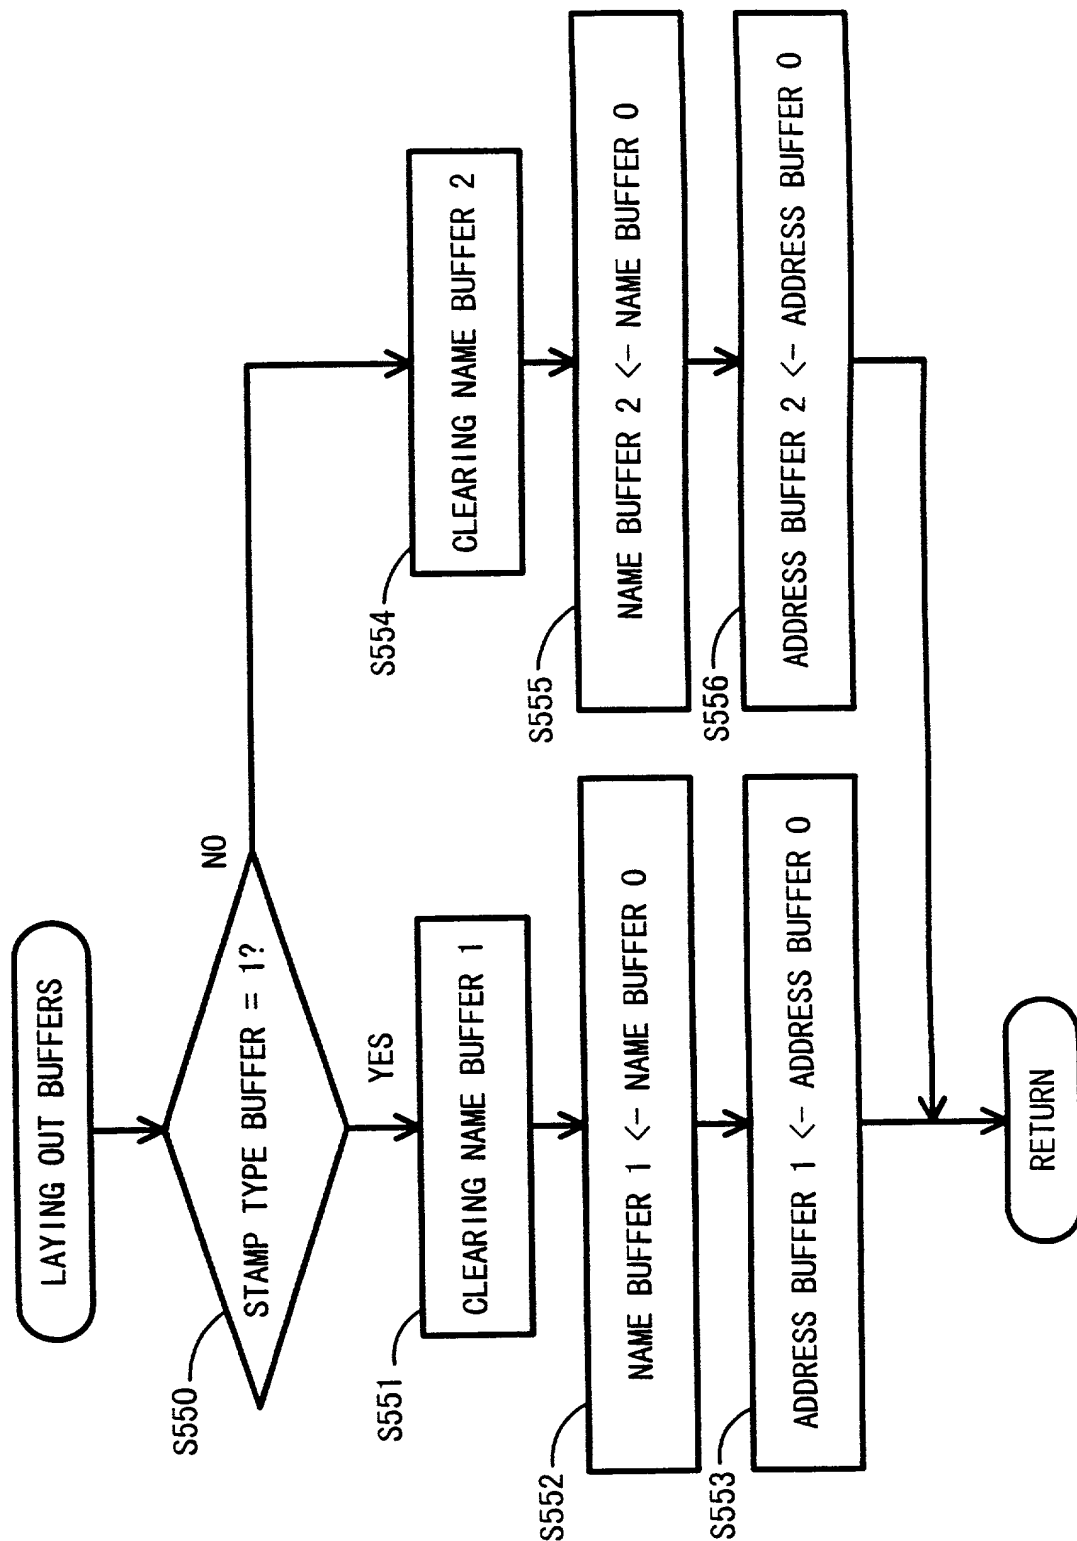 LAYING OUT BUFFERS
S550
STAMP TYPE BUFFER = 1?
NO
YES
S551
CLEARING NAME BUFFER 1
S552
NAME BUFFER 1 <- NAME BUFFER 0
S553
ADDRESS BUFFER 1 <- ADDRESS BUFFER 0
S554
CLEARING NAME BUFFER 2
S555
NAME BUFFER 2 <- NAME BUFFER 0
S556
ADDRESS BUFFER 2 <- ADDRESS BUFFER 0
RETURN